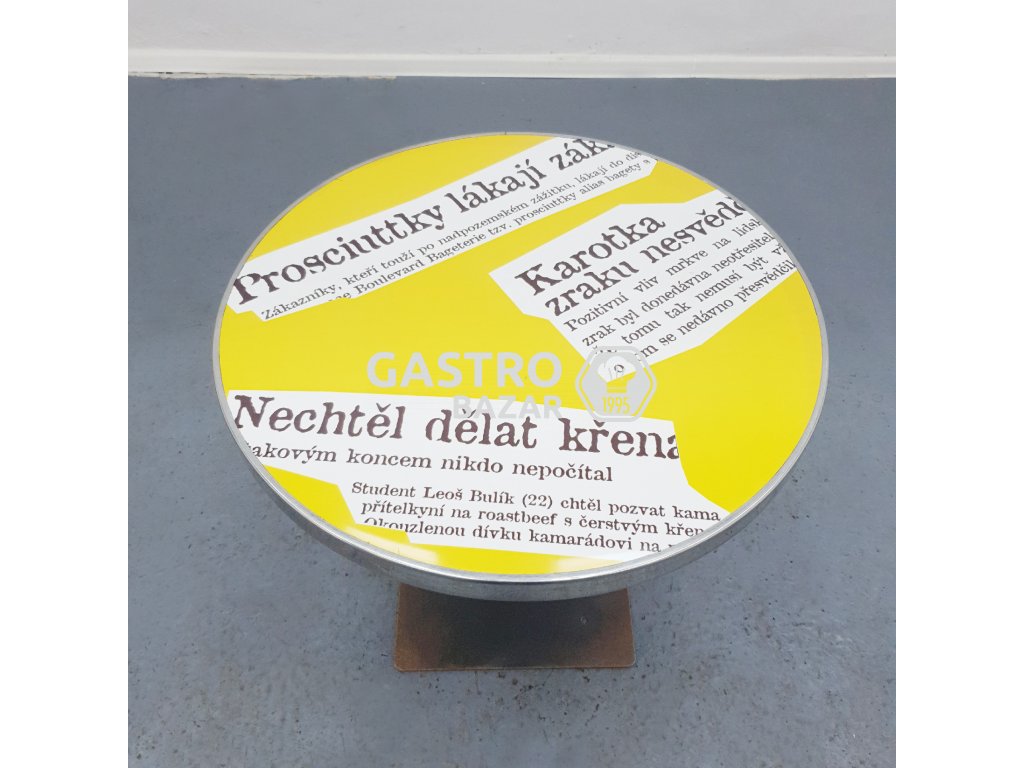 Prosciuttky lákají zák
Zákazníky, kteří touží po nadpozemském zážitku, lákají do
Boulevard Bageterie tzv. prosciuttky alias bagety s
Karotka
zraku nesvědč
Pozitivní vliv mrkve na lidsk
zrak byl donedávna neotřesitel
tomu tak nemusí být v
se nedávno přesvědčil
GASTRO
BAZAR
1995
Nechtěl dělat křena
takovým koncem nikdo nepočítal
Student Leoš Bulík (22) chtěl pozvat kama
přítelkyní na roastbeef s čerstvým křen
Okouzlenou dívku kamarádovi na